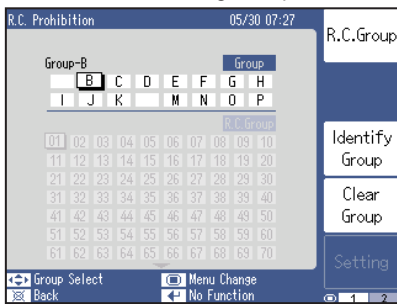 R.C. Prohibition 05/30 07:27
R.C.Group
Group-B Group
B C D E F G H
I J K M N O P
R.C.Group
01 02 03 04 05 06 07 08 09 10
11 12 13 14 15 16 17 18 19 20
21 22 23 24 25 26 27 28 29 30
31 32 33 34 35 36 37 38 39 40
41 42 43 44 45 46 47 48 49 50
51 52 53 54 55 56 57 58 59 60
61 62 63 64 65 66 67 68 69 70
Identify
Group
Clear
Group
Setting
Group Select Menu Change
Back No Function
1 2